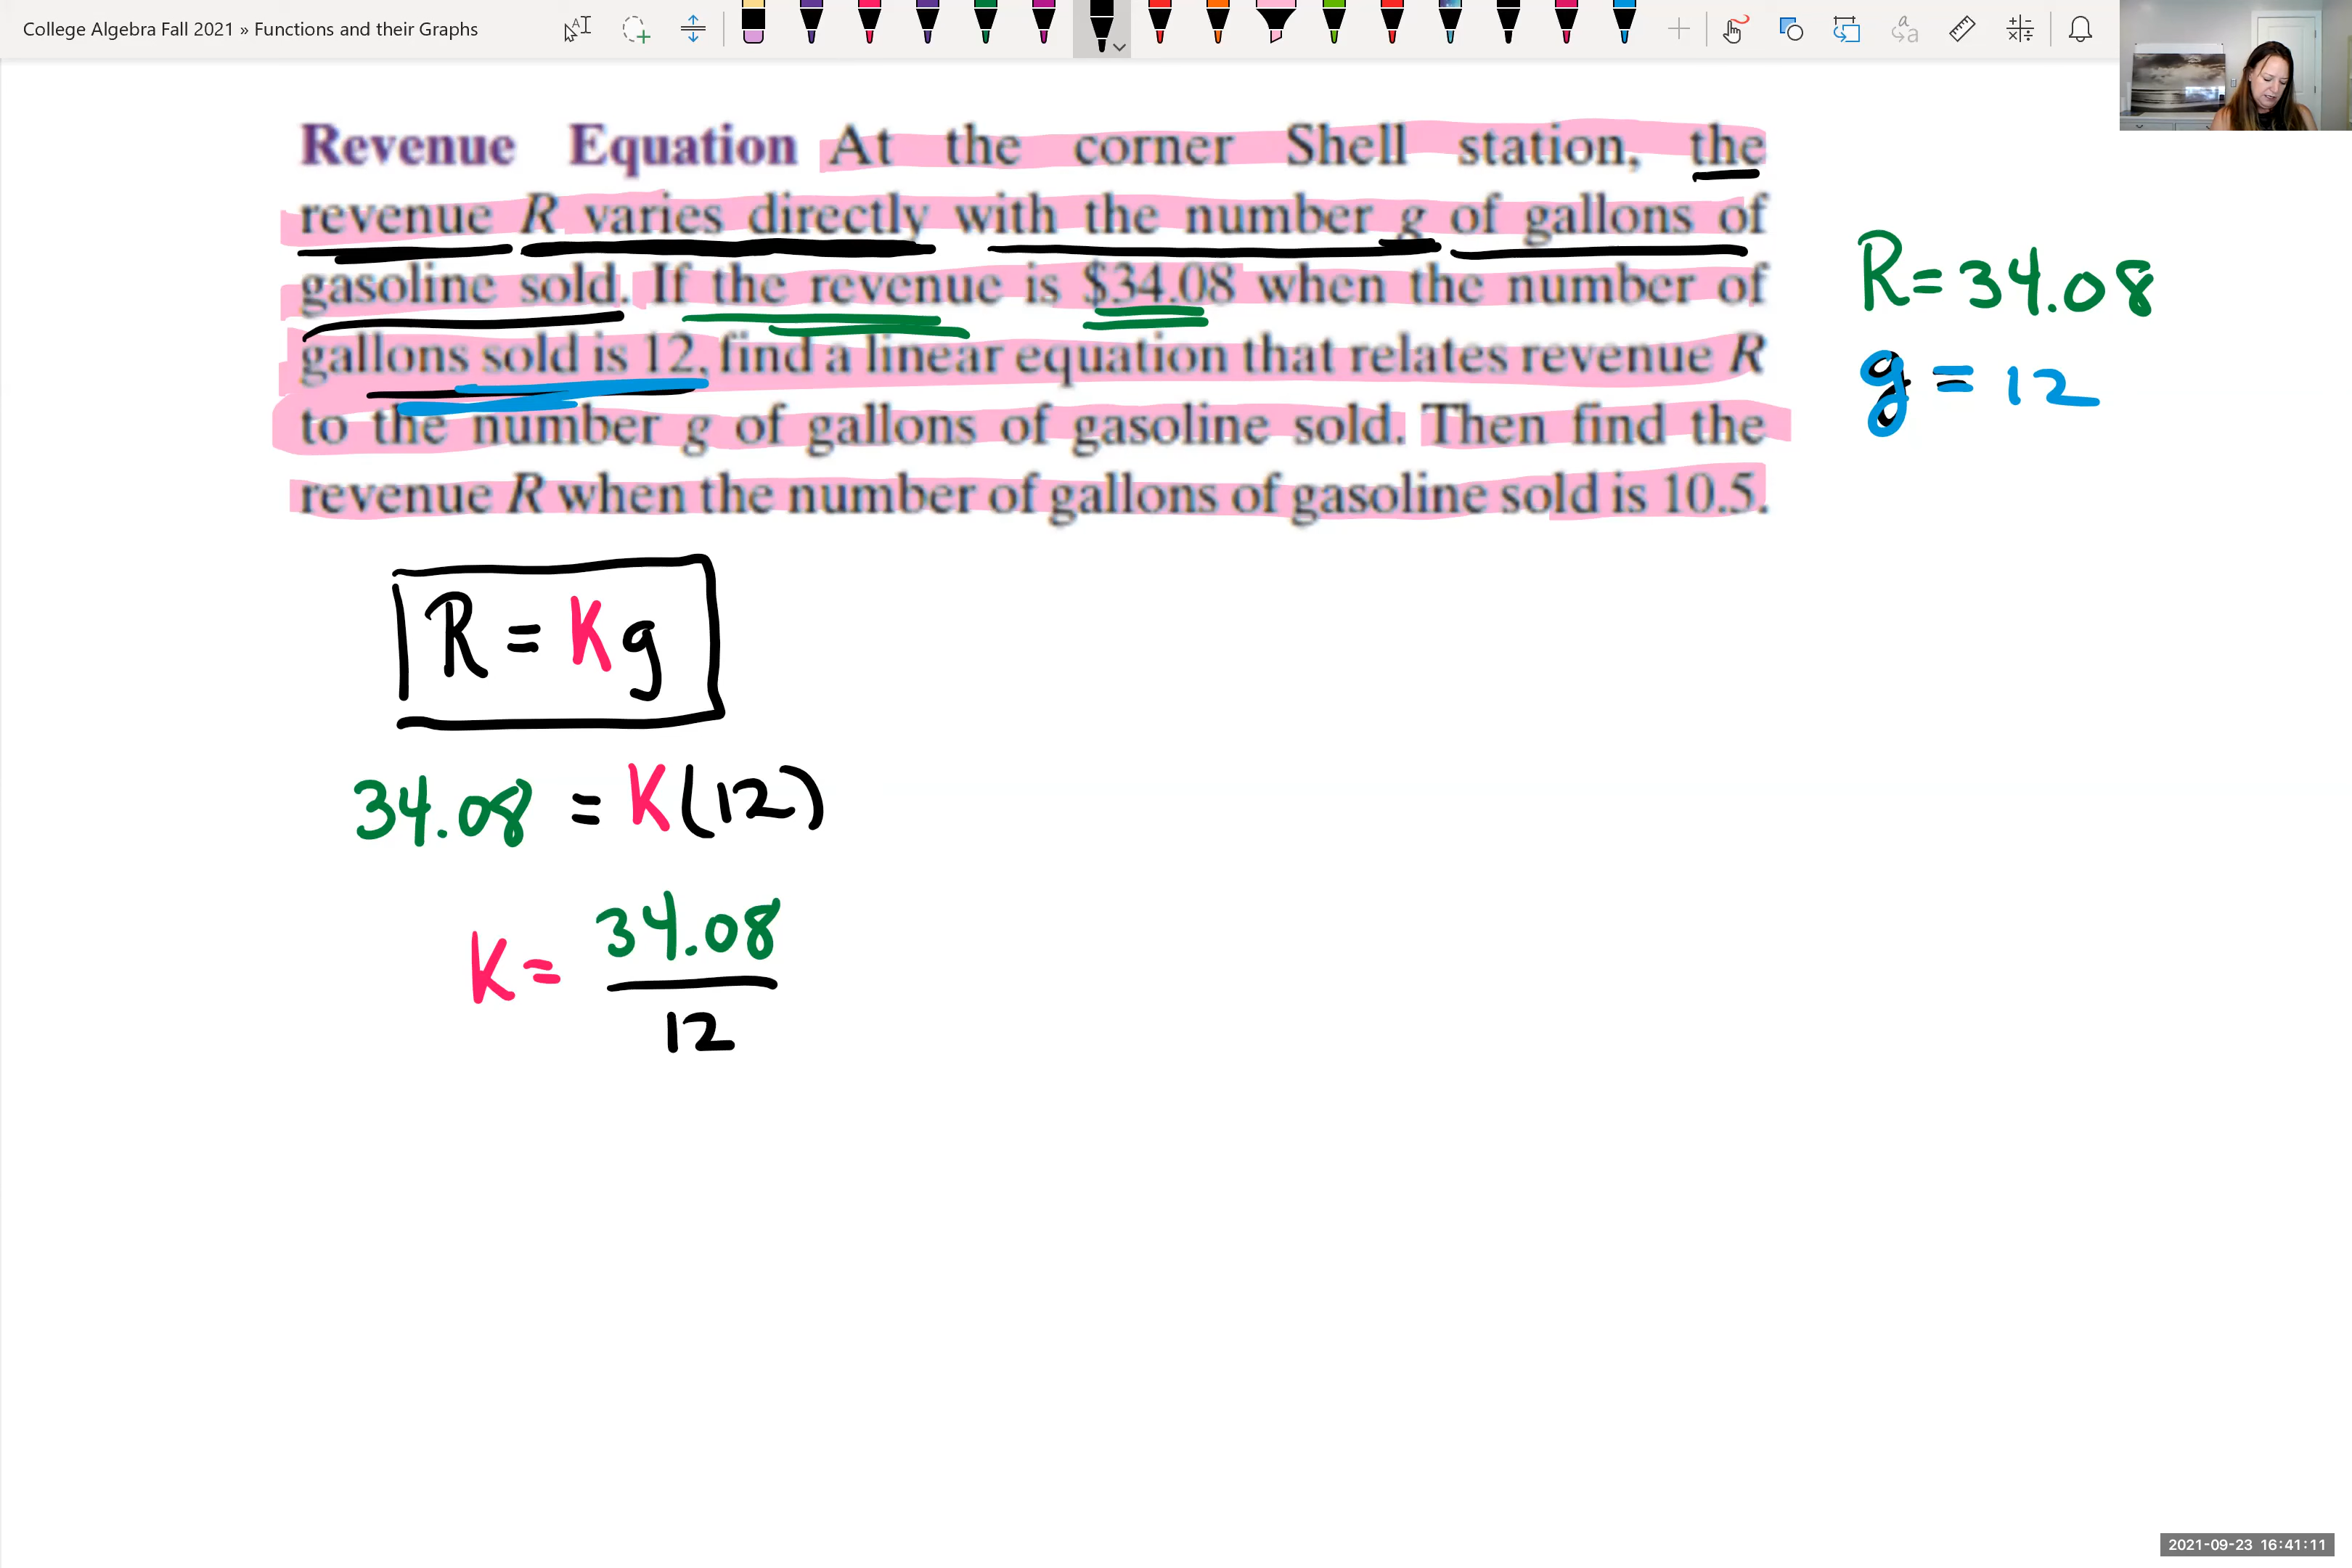 College Algebra Fall 2021 » Functions and their Graphs
Revenue Equation At the corner Shell station, the
revenue R varies directly with the number g of gallons of
gasoline sold. If the revenue is $34.08 when the number of
gallons sold is 12, find a linear equation that relates revenue R
to the number g of gallons of gasoline sold. Then find the
revenue R when the number of gallons of gasoline sold is 10.5.
R = 34.08
g = 12
R = Kg
34.08 = K(12)
K = 34.08
12
2021-09-23 16:41:11